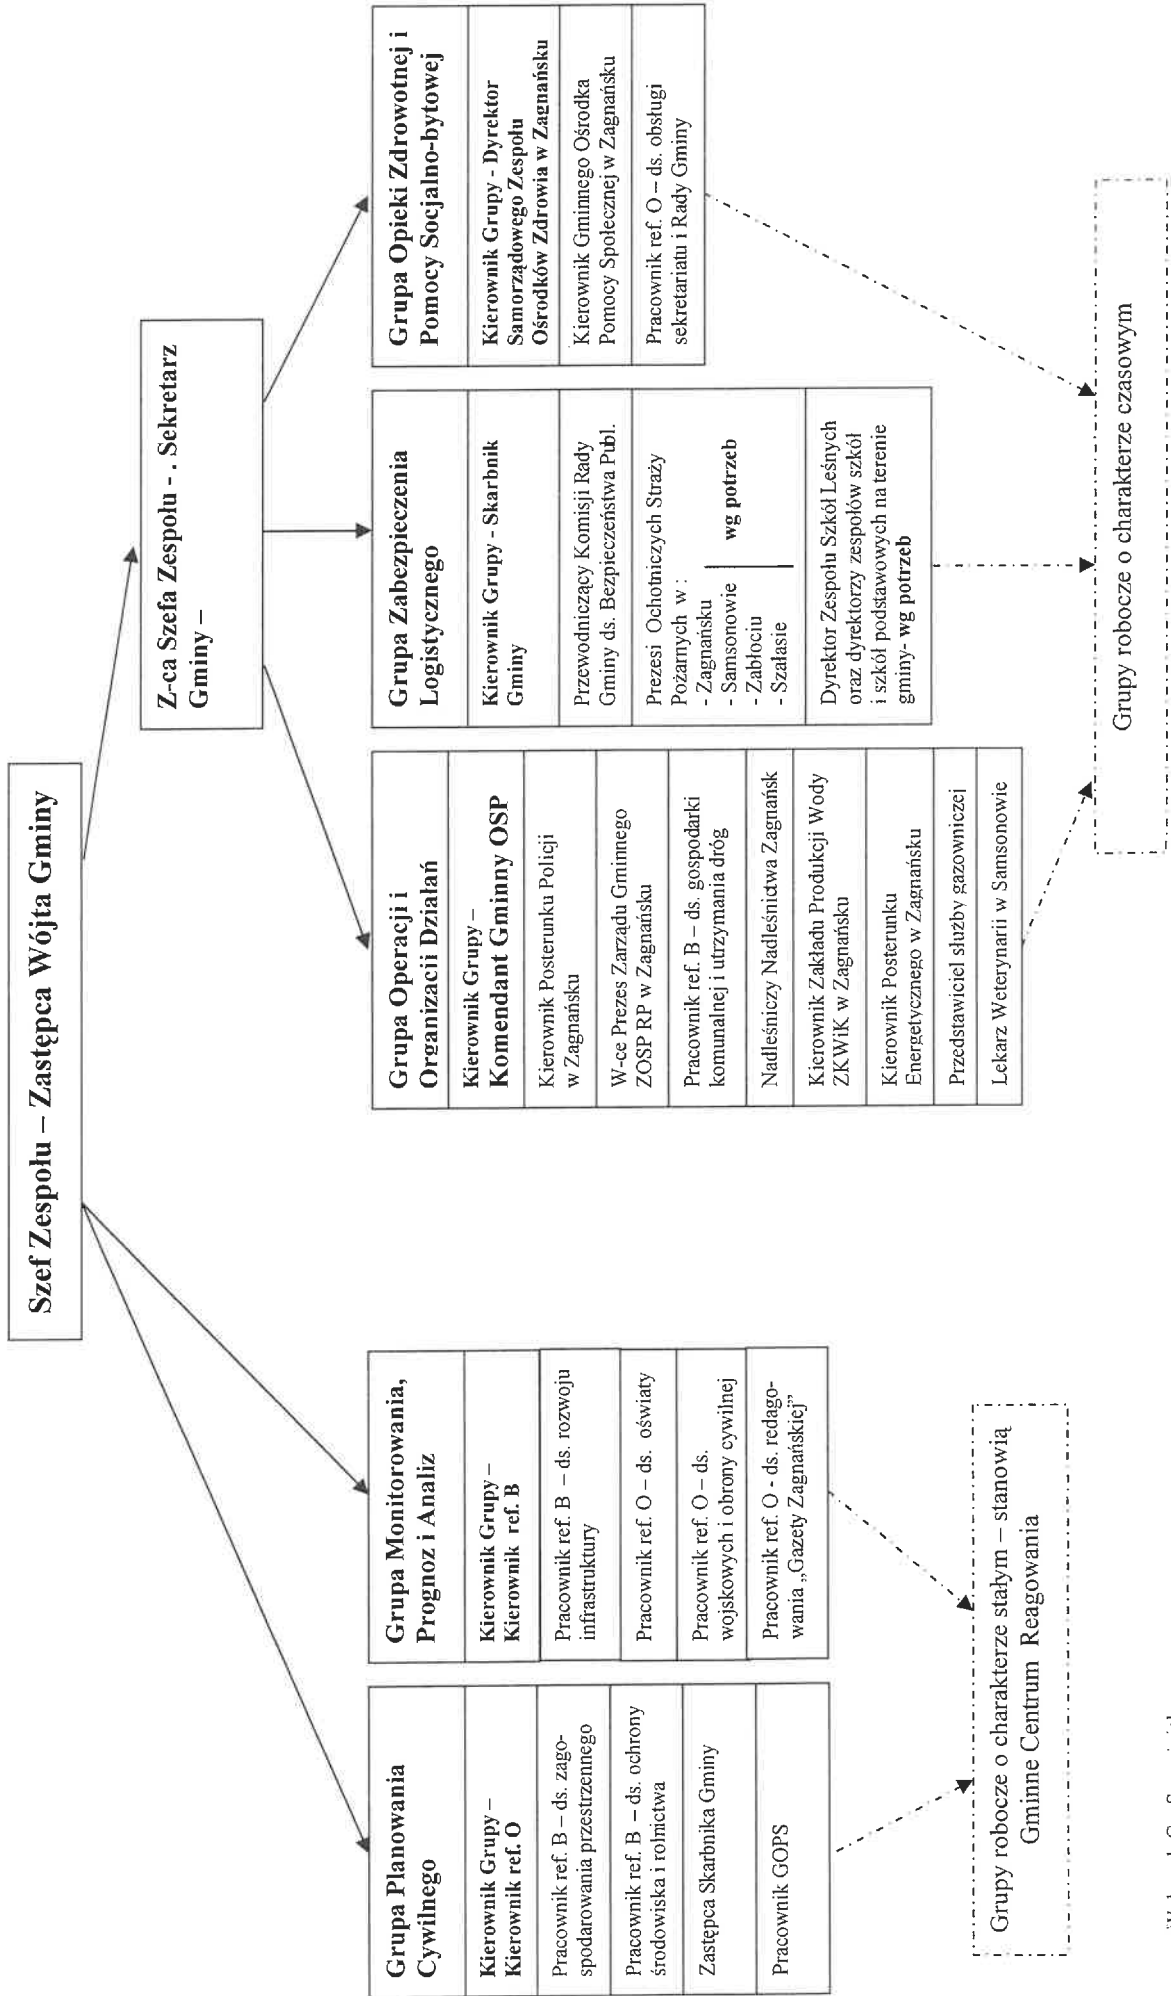 Szef Zespołu – Zastępca Wójta Gminy
Z-ca Szefa Zespołu - . Sekretarz
Gminy –
Grupa Planowania
Cywilnego
Kierownik Grupy –
Kierownik ref. O
Pracownik ref. B – ds. zago-
spodarowania przestrzennego
Pracownik ref. B – ds. ochrony
środowiska i rolnictwa
Zastępca Skarbnika Gminy
Pracownik GOPS
Grupa Monitorowania,
Prognoz i Analiz
Kierownik Grupy –
Kierownik ref. B
Pracownik ref. B – ds. rozwoju
infrastruktury
Pracownik ref. O – ds. oświaty
Pracownik ref. O – ds.
wojskowych i obrony cywilnej
Pracownik ref. O - ds. redago-
wania „Gazety Zagnańskiej”
Grupa Operacji i
Organizacji Działań
Kierownik Grupy –
Komendant Gminny OSP
Kierownik Posterunku Policji
w Zagnańsku
W-ce Prezes Zarządu Gminnego
ZOSP RP w Zagnańsku
Pracownik ref. B – ds. gospodarki
komunalnej i utrzymania dróg
Nadleśniczy Nadleśnictwa Zagnańsk
Kierownik Zakładu Produkcji Wody
ZKWiK w Zagnańsku
Kierownik Posterunku
Energetycznego w Zagnańsku
Przedstawiciel służby gazowniczej
Lekarz Weterynarii w Samsonowie
Grupa Zabezpieczenia
Logistycznego
Kierownik Grupy - Skarbnik
Gminy
Przewodniczący Komisji Rady
Gminy ds. Bezpieczeństwa Publ.
Prezesi Ochotniczych Straży
Pożarnych w :
- Zagnańsku
- Samsonowie wg potrzeb
- Zabłociu
- Szałasie
Dyrektor Zespołu Szkół Leśnych
oraz dyrektorzy zespołów szkół
i szkół podstawowych na terenie
gminy- wg potrzeb
Grupa Opieki Zdrowotnej i
Pomocy Socjalno-bytowej
Kierownik Grupy - Dyrektor
Samorządowego Zespołu
Ośrodków Zdrowia w Zagnańsku
Kierownik Gminnego Ośrodka
Pomocy Społecznej w Zagnańsku
Pracownik ref. O – ds. obsługi
sekretariatu i Rady Gminy
Grupy robocze o charakterze stałym – stanowią
Gminne Centrum Reagowania
Grupy robocze o charakterze czasowym